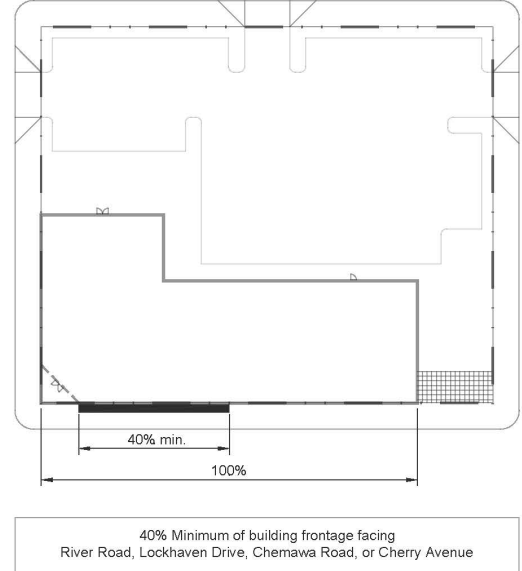 40% min.
100%
40% Minimum of building frontage facing
River Road, Lockhaven Drive, Chemawa Road, or Cherry Avenue